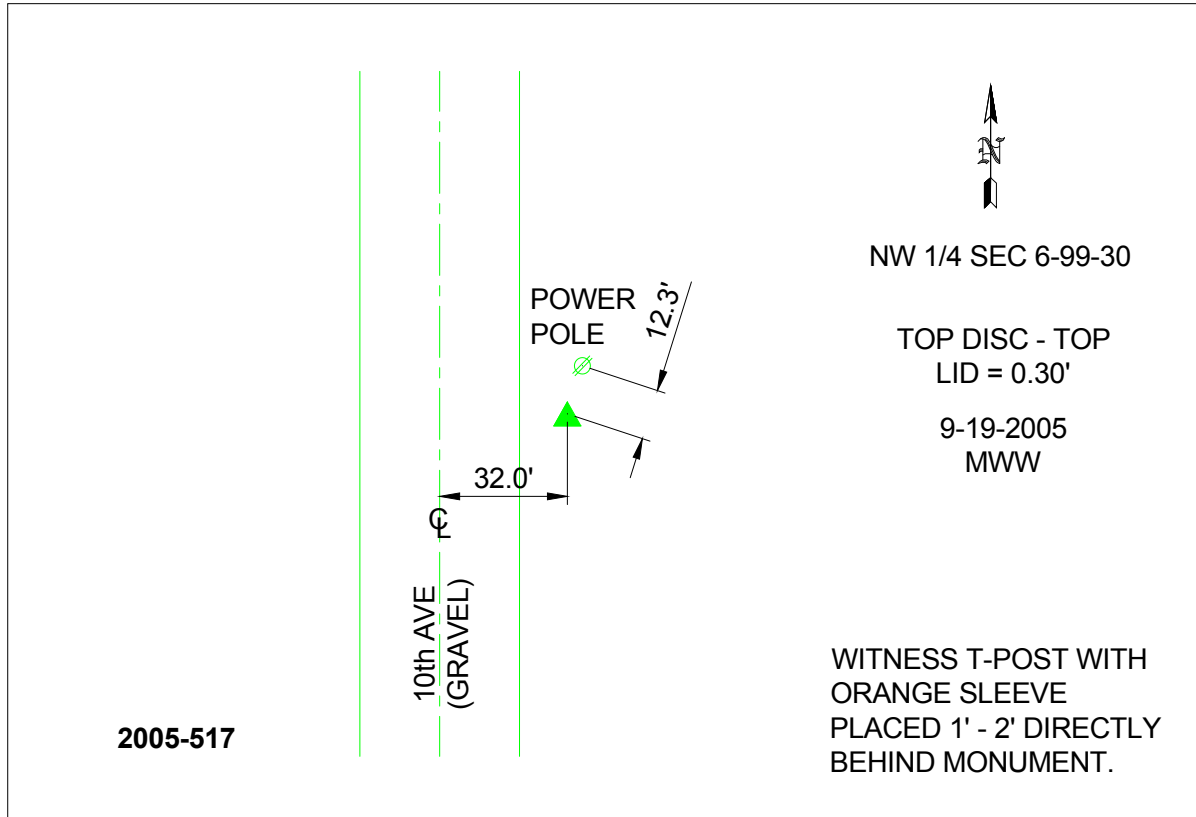 N
NW 1/4 SEC 6-99-30
POWER
POLE
12.3'
TOP DISC - TOP
LID = 0.30'
9-19-2005
MWW
32.0'
CL
10th AVE
(GRAVEL)
WITNESS T-POST WITH
ORANGE SLEEVE
PLACED 1' - 2' DIRECTLY
BEHIND MONUMENT.
2005-517